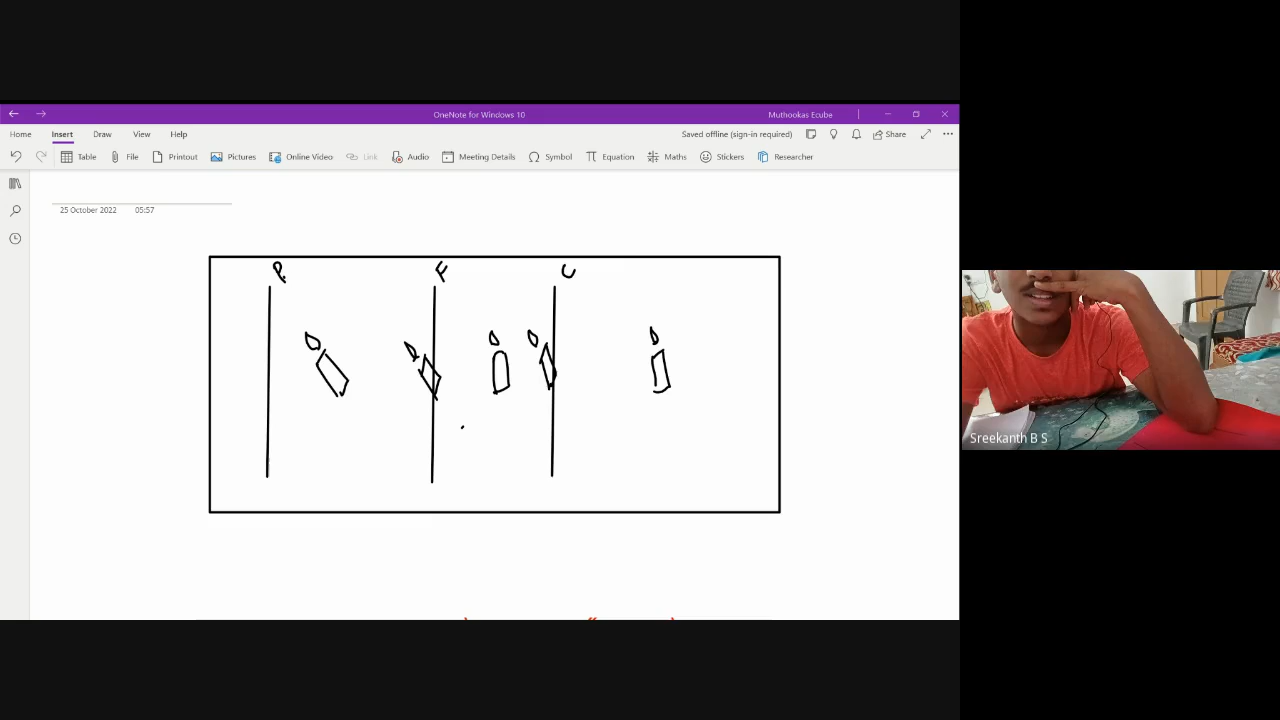 OneNote for Windows 10
Muthookas Ecube
Home Insert Draw View Help
Saved offline (sign-in required)
Share
Table File Printout Pictures Online Video Link Audio Meeting Details Symbol Equation Maths Stickers Researcher
25 October 2022 05:57
P F C
Sreekanth B S